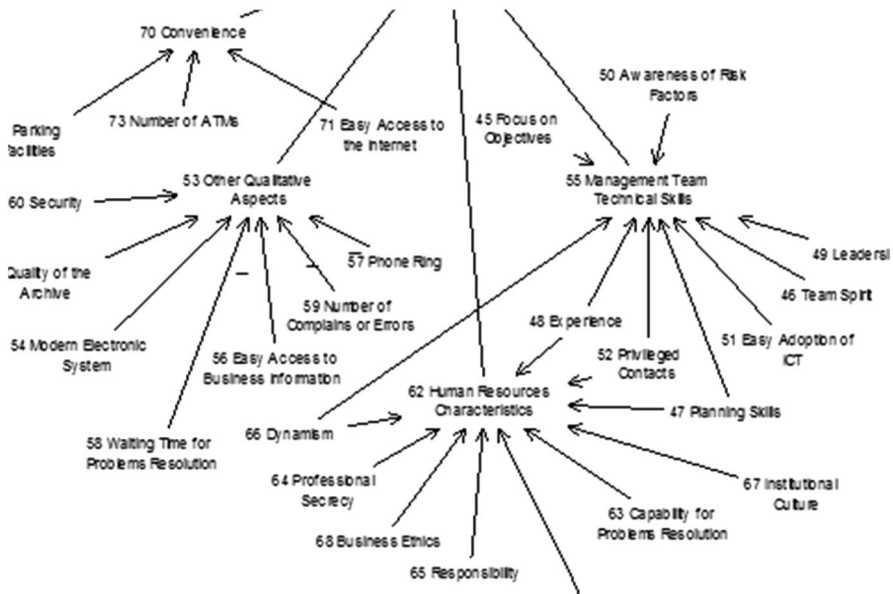 70 Convenience
50 Awareness of Risk
Factors
Parking
73 Number of ATMs
71 Easy Access to
the Internet
45 Focus on
Objectives
53 Other Qualitative
Aspects
55 Management Team
Technical Skills
60 Security
Quality of the
Archive
57 Phone Ring
49 Leadersl
46 Team Spirit
59 Number of
Complains or Errors
48 Experience
54 Modern Electronic
System
56 Easy Access to
Business Information
51 Easy Adoption of
ICT
52 Privileged
Contacts
62 Human Resources
Characteristics
47 Planning Skills
66 Dynamism
58 Waiting Time for
Problems Resolution
64 Professional
Secrecy
67 Institutional
Culture
63 Capability for
Problems Resolution
68 Business Ethics
65 Responsibility